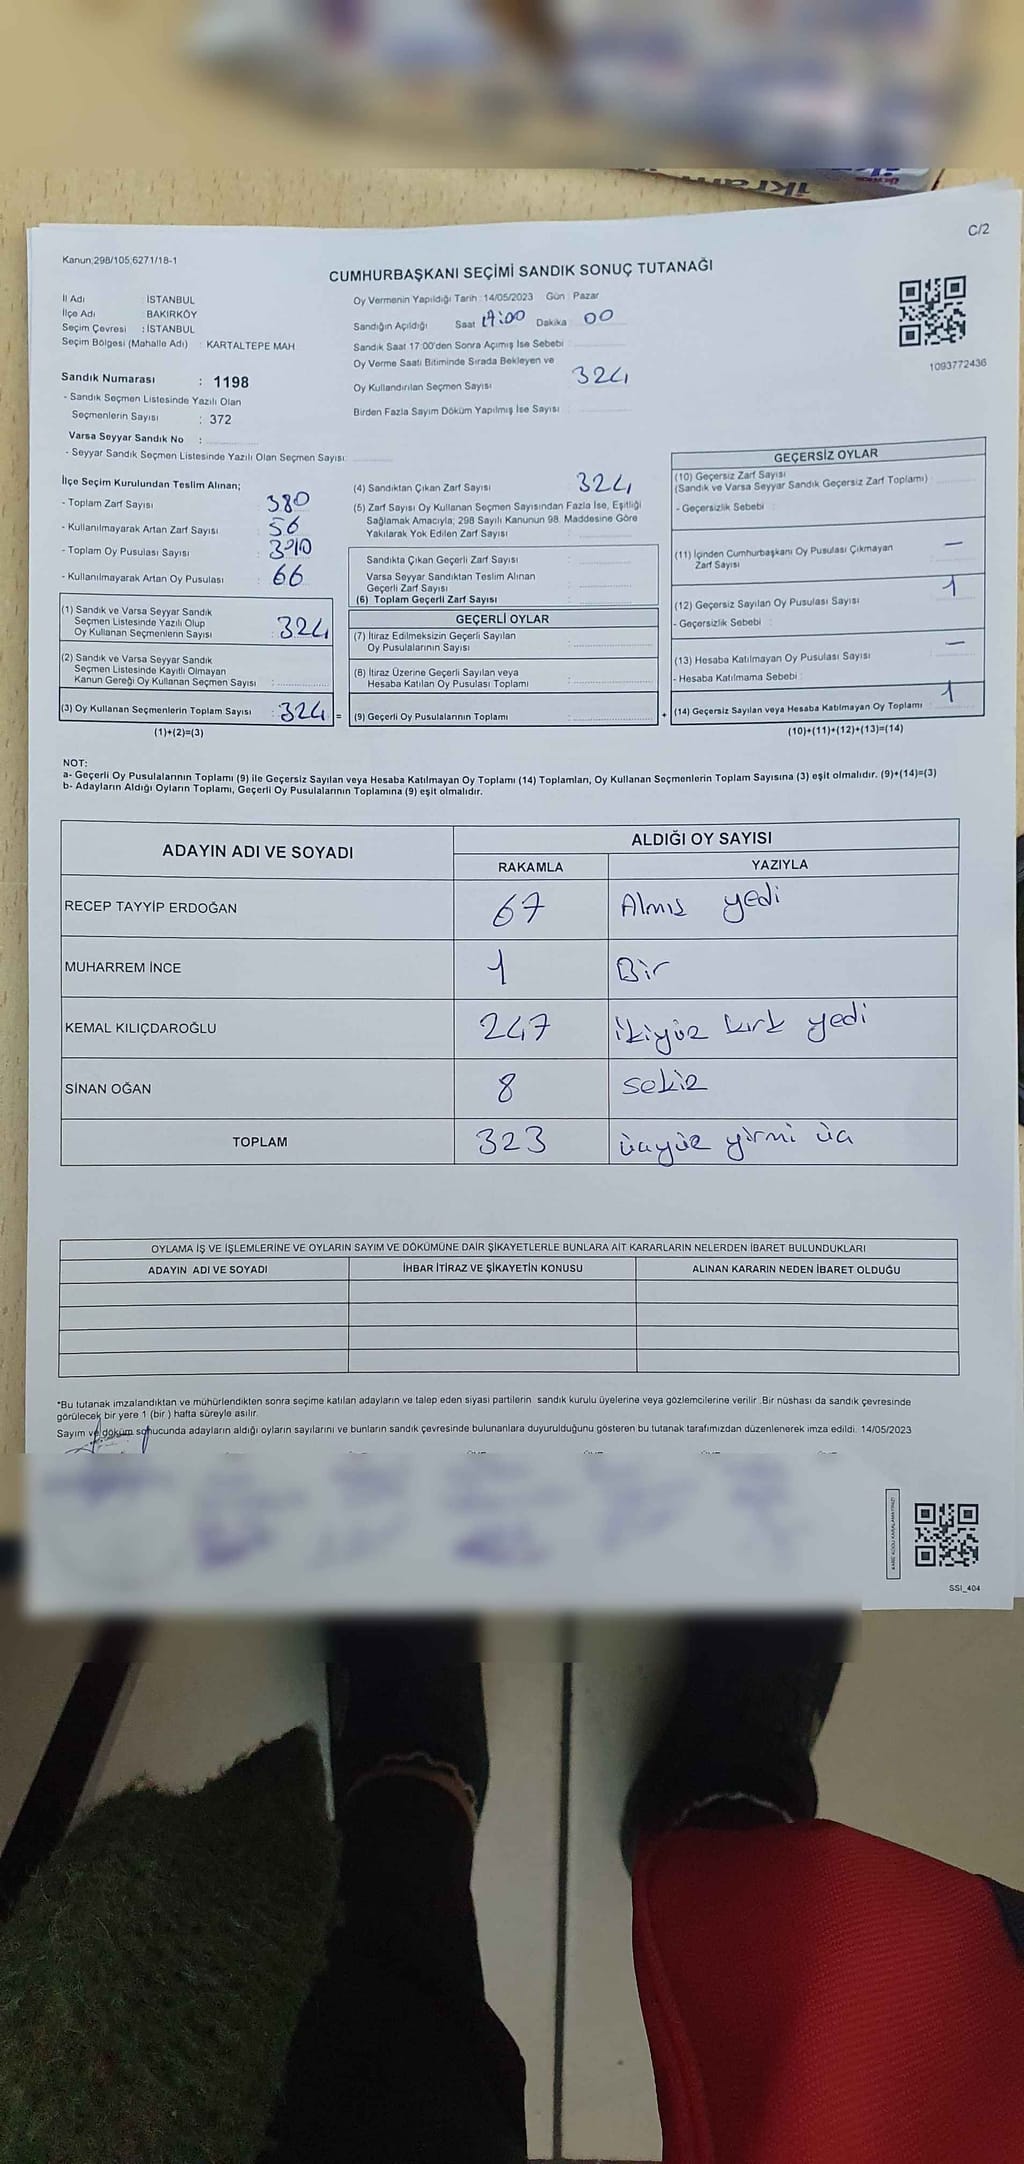 ikram
C/2
Kanun:298/105,6271/18-1
CUMHURBAŞKANI SEÇİMİ SANDIK SONUÇ TUTANAĞI
İl Adı : İSTANBUL
İlçe Adı : BAKIRKÖY
Seçim Çevresi : İSTANBUL
Seçim Bölgesi (Mahalle Adı) : KARTALTEPE MAH
Oy Vermenin Yapıldığı Tarih : 14/05/2023 Gün : Pazar
Sandığın Açıldığı Saat 17:00 Dakika 00
Sandık Saat 17:00'den Sonra Açımış İse Sebebi :
Oy Verme Saati Bitiminde Sırada Bekleyen ve
Oy Kullandırılan Seçmen Sayısı 324
Birden Fazla Sayım Döküm Yapılmış İse Sayısı :
1093772436
Sandık Numarası : 1198
- Sandık Seçmen Listesinde Yazılı Olan
Seçmenlerin Sayısı : 372
Varsa Seyyar Sandık No :
- Seyyar Sandık Seçmen Listesinde Yazılı Olan Seçmen Sayısı:
İlçe Seçim Kurulundan Teslim Alınan;
- Toplam Zarf Sayısı : 380
- Kullanılmayarak Artan Zarf Sayısı : 56
- Toplam Oy Pusulası Sayısı : 390
- Kullanılmayarak Artan Oy Pusulası : 66
(1) Sandık ve Varsa Seyyar Sandık
Seçmen Listesinde Yazılı Olup
Oy Kullanan Seçmenlerin Sayısı : 324
(2) Sandık ve Varsa Seyyar Sandık
Seçmen Listesinde Kayıtlı Olmayan
Kanun Gereği Oy Kullanan Seçmen Sayısı :
(3) Oy Kullanan Seçmenlerin Toplam Sayısı : 324 =
(1)+(2)=(3)
(4) Sandıktan Çıkan Zarf Sayısı 324
(5) Zarf Sayısı Oy Kullanan Seçmen Sayısından Fazla İse, Eşitliği
Sağlamak Amacıyla; 298 Sayılı Kanunun 98. Maddesine Göre
Yakılarak Yok Edilen Zarf Sayısı :
Sandıkta Çıkan Geçerli Zarf Sayısı :
Varsa Seyyar Sandıktan Teslim Alınan
Geçerli Zarf Sayısı :
(6) Toplam Geçerli Zarf Sayısı :
GEÇERLİ OYLAR
(7) İtiraz Edilmeksizin Geçerli Sayılan
Oy Pusulalarının Sayısı :
(8) İtiraz Üzerine Geçerli Sayılan veya
Hesaba Katılan Oy Pusulası Toplamı :
(9) Geçerli Oy Pusulalarının Toplamı : +
GEÇERSİZ OYLAR
(10) Geçersiz Zarf Sayısı
(Sandık ve Varsa Seyyar Sandık Geçersiz Zarf Toplamı) :
- Geçersizlik Sebebi :
(11) İçinden Cumhurbaşkanı Oy Pusulası Çıkmayan
Zarf Sayısı : —
(12) Geçersiz Sayılan Oy Pusulası Sayısı : 1
- Geçersizlik Sebebi :
(13) Hesaba Katılmayan Oy Pusulası Sayısı : —
- Hesaba Katılmama Sebebi :
(14) Geçersiz Sayılan veya Hesaba Katılmayan Oy Toplamı : 1
(10)+(11)+(12)+(13)=(14)
NOT:
a- Geçerli Oy Pusulalarının Toplamı (9) ile Geçersiz Sayılan veya Hesaba Katılmayan Oy Toplamı (14) Toplamları, Oy Kullanan Seçmenlerin Toplam Sayısına (3) eşit olmalıdır. (9)+(14)=(3)
b- Adayların Aldığı Oyların Toplamı, Geçerli Oy Pusulalarının Toplamına (9) eşit olmalıdır.
ADAYIN ADI VE SOYADI
ALDIĞI OY SAYISI
RAKAMLA YAZIYLA
RECEP TAYYİP ERDOĞAN 67 Almış yedi
MUHARREM İNCE 1 Bir
KEMAL KILIÇDAROĞLU 247 ikiyüz kırk yedi
SİNAN OĞAN 8 sekiz
TOPLAM 323 üçyüz yirmi üç
OYLAMA İŞ VE İŞLEMLERİNE VE OYLARIN SAYIM VE DÖKÜMÜNE DAİR ŞİKAYETLERLE BUNLARA AİT KARARLARIN NELERDEN İBARET BULUNDUKLARI
ADAYIN ADI VE SOYADI İHBAR İTİRAZ VE ŞİKAYETİN KONUSU ALINAN KARARIN NEDEN İBARET OLDUĞU
*Bu tutanak imzalandıktan ve mühürlendikten sonra seçime katılan adayların ve talep eden siyasi partilerin sandık kurulu üyelerine veya gözlemcilerine verilir .Bir nüshası da sandık çevresinde
görülecek bir yere 1 (bir ) hafta süreyle asılır.
Sayım ve döküm sonucunda adayların aldığı oyların sayılarını ve bunların sandık çevresinde bulunanlara duyurulduğunu gösteren bu tutanak tarafımızdan düzenlenerek imza edildi. 14/05/2023
SSI_404